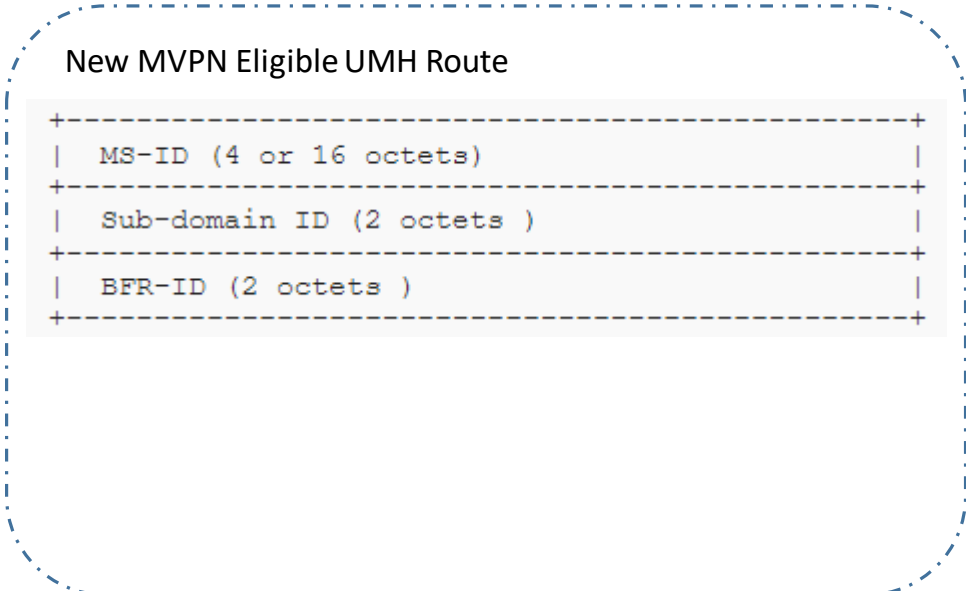 New MVPN Eligible UMH Route
+-------------------------------------------------+
|  MS-ID (4 or 16 octets)                         |
+-------------------------------------------------+
|  Sub-domain ID (2 octets )                      |
+-------------------------------------------------+
|  BFR-ID (2 octets )                             |
+-------------------------------------------------+